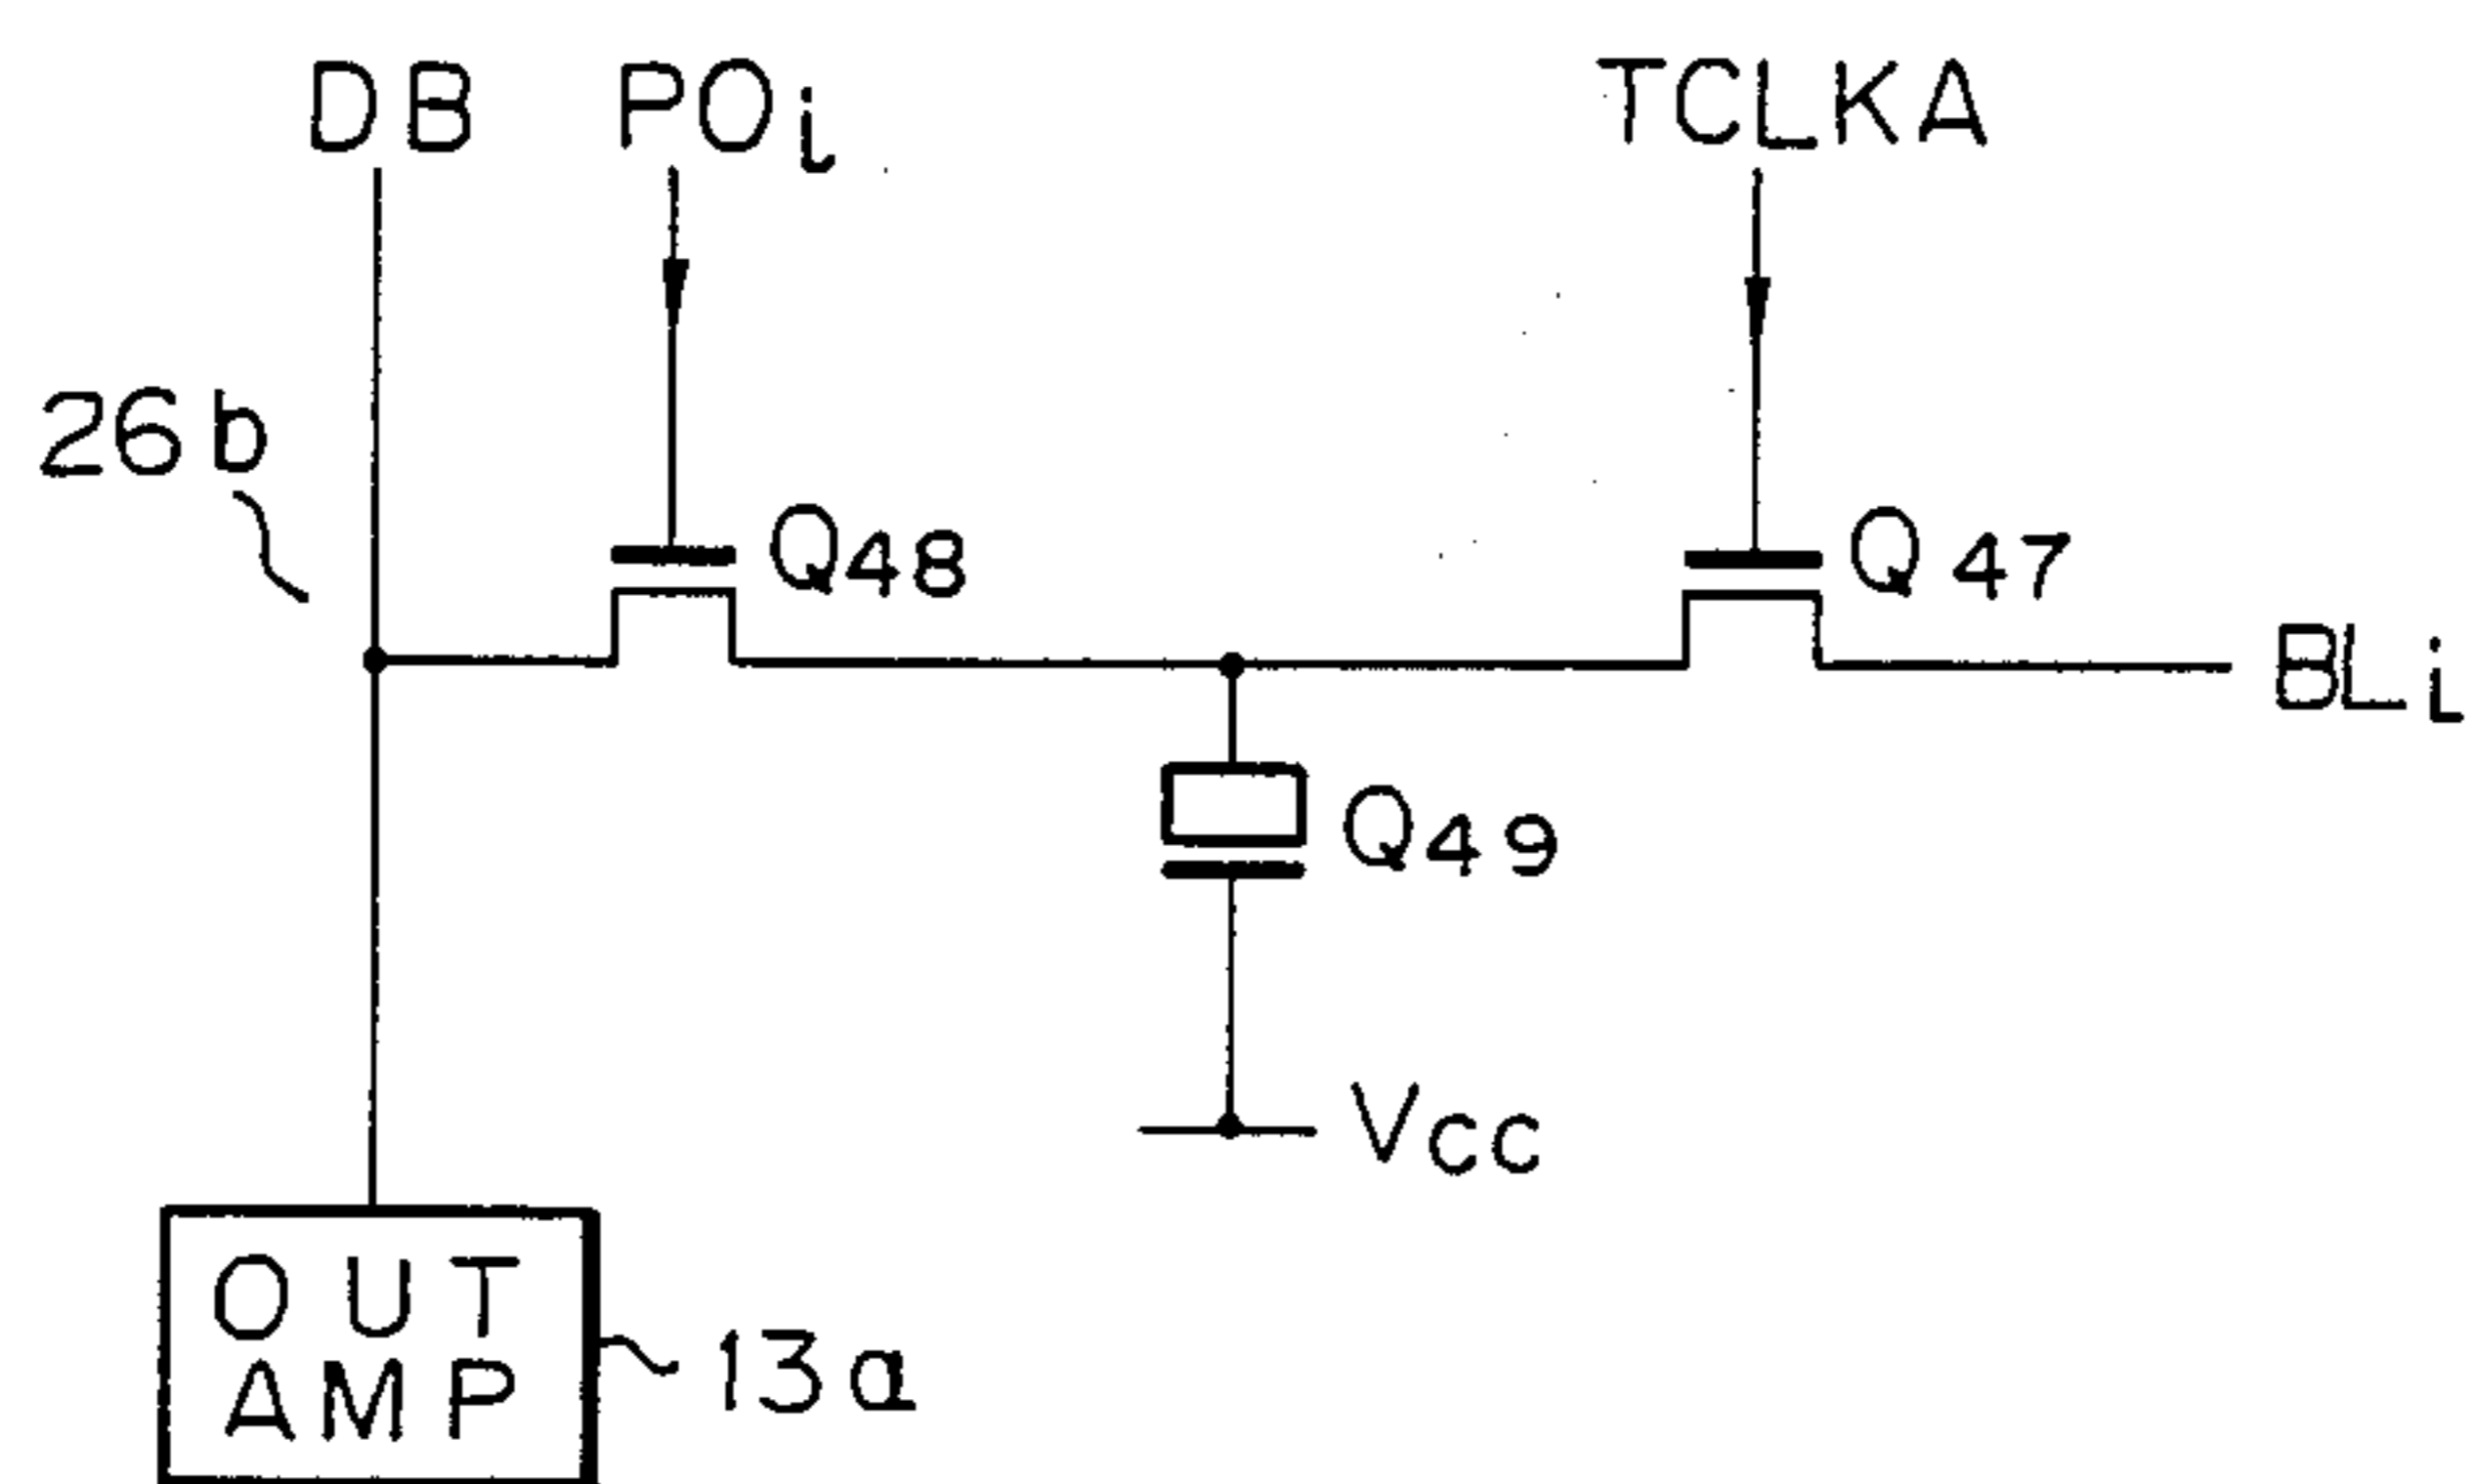 DB POi TCLKA
26b
Q48 Q47
BLi
Q49
Vcc
OUT
AMP
13a